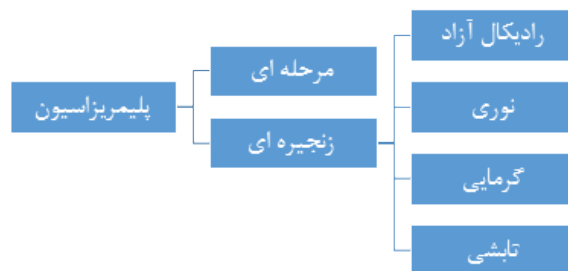 پلیمریزاسیون
مرحله ای
زنجیره ای
رادیکال آزاد
نوری
گرمایی
تابشی